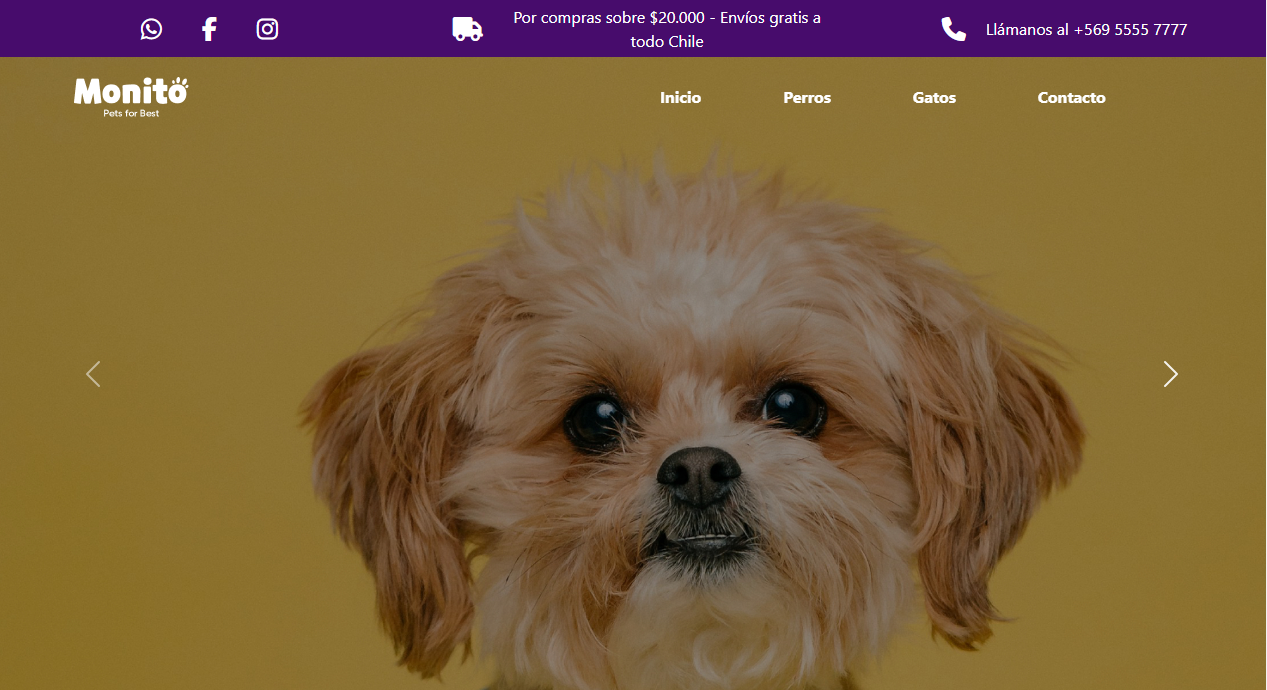 Por compras sobre $20.000 - Envíos gratis a
todo Chile
Llámanos al +569 5555 7777
Monito
Pets for Best
Inicio
Perros
Gatos
Contacto